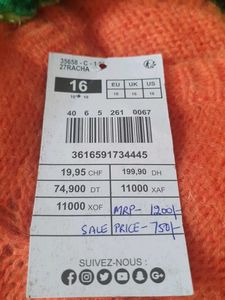 35658 - C - 1
27RACHA
16
EU UK US
16 16 16
40 6 5 261 0067
3616591734445
19,95 CHF 199,90 DH
74,900 DT 11000 XAF
11000 XOF MRP- 1200/-
SALE PRICE- 750/-
SUIVEZ-NOUS :